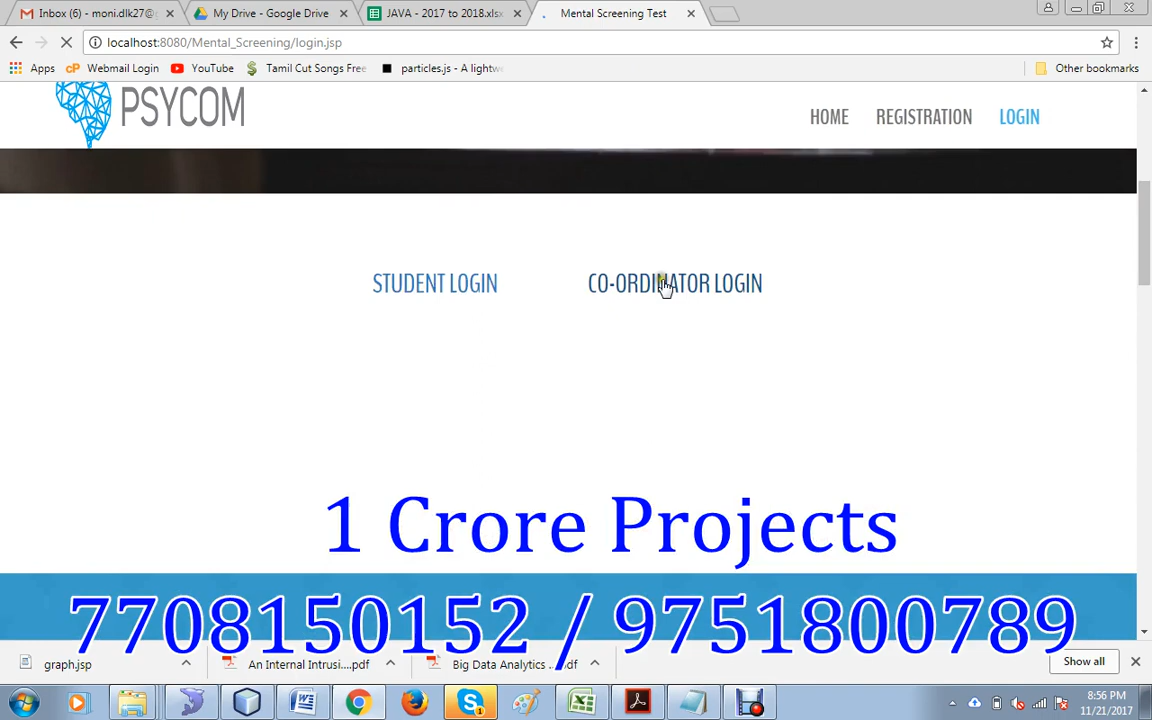 Inbox (6) - moni.dlk27@g
My Drive - Google Drive
JAVA - 2017 to 2018.xlsx
Mental Screening Test
localhost:8080/Mental_Screening/login.jsp
Apps
cP Webmail Login
YouTube
Tamil Cut Songs Free
particles.js - A lightw
Other bookmarks
PSYCOM
HOME
REGISTRATION
LOGIN
STUDENT LOGIN
CO-ORDINATOR LOGIN
1 Crore Projects
7708150152 / 9751800789
graph.jsp
An Internal Intrusi....pdf
Big Data Analytics ...df
Show all
8:56 PM
11/21/2017